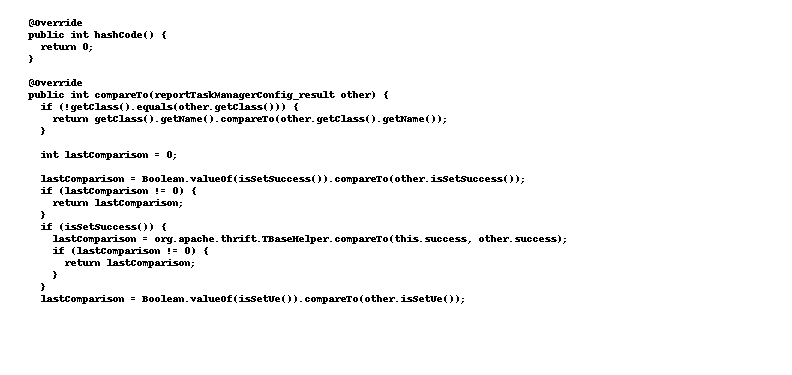 @Override
public int hashCode() {
return 0;
}
@Override
public int compareTo(reportTaskManagerConfig_result other) {
if (!getClass().equals(other.getClass())) {
return getClass().getName().compareTo(other.getClass().getName());
}
int lastComparison = 0;
lastComparison = Boolean.valueOf(isSetSuccess()).compareTo(other.isSetSuccess());
if (lastComparison != 0) {
return lastComparison;
}
if (isSetSuccess()) {
lastComparison = org.apache.thrift.TBaseHelper.compareTo(this.success, other.success);
if (lastComparison != 0) {
return lastComparison;
}
}
lastComparison = Boolean.valueOf(isSetUe()).compareTo(other.isSetUe());